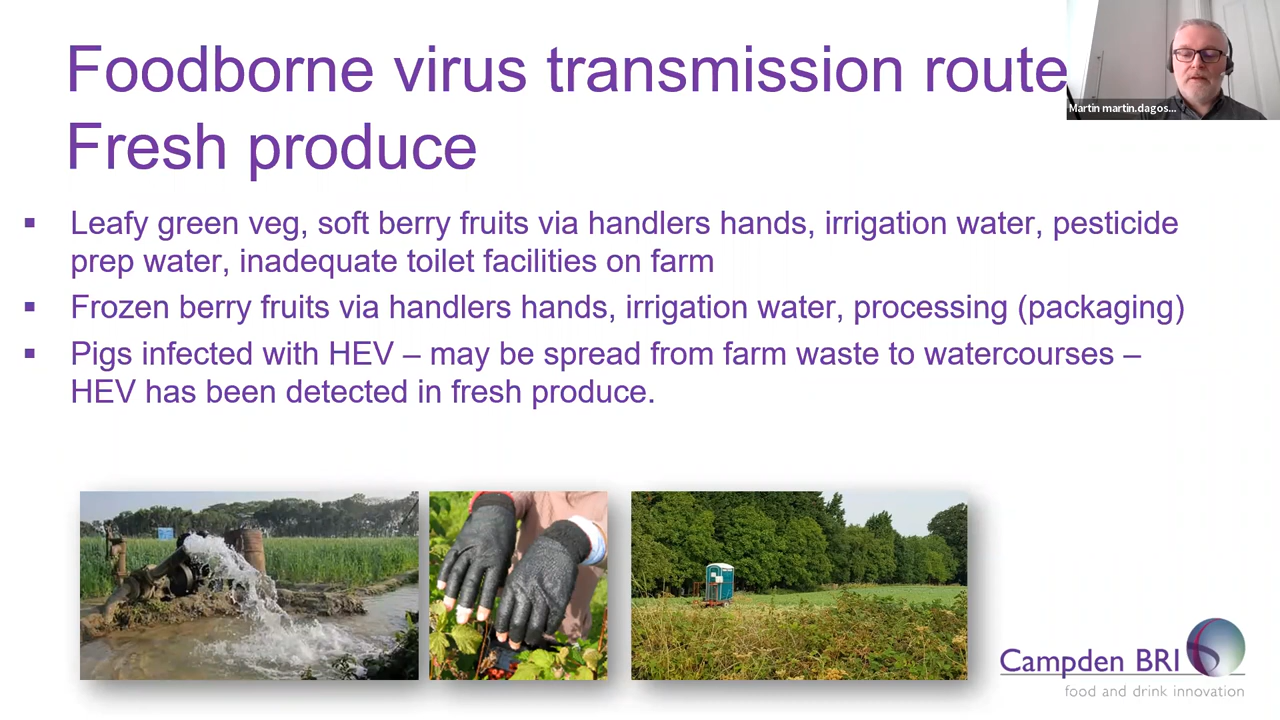 Foodborne virus transmission route
Fresh produce
Martin martin.dagos...
▪ Leafy green veg, soft berry fruits via handlers hands, irrigation water, pesticide
prep water, inadequate toilet facilities on farm
▪ Frozen berry fruits via handlers hands, irrigation water, processing (packaging)
▪ Pigs infected with HEV – may be spread from farm waste to watercourses –
HEV has been detected in fresh produce.
Campden BRI
food and drink innovation